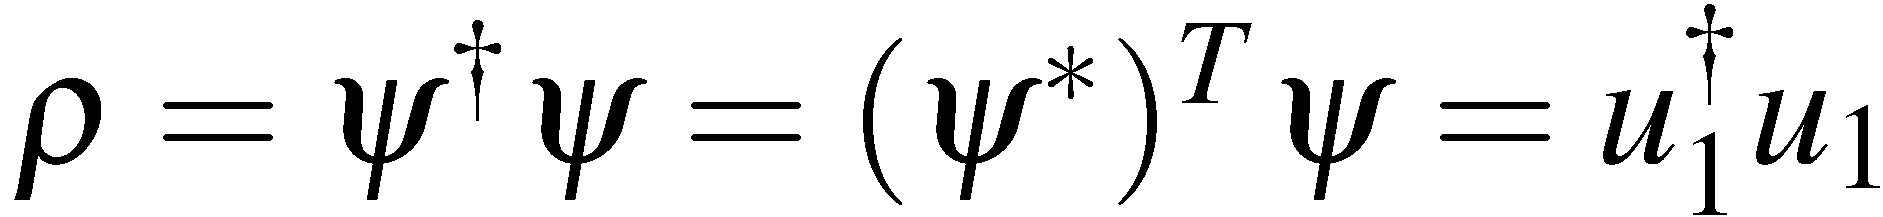 ρ = ψ†ψ = (ψ*)ᵀψ = u₁†u₁